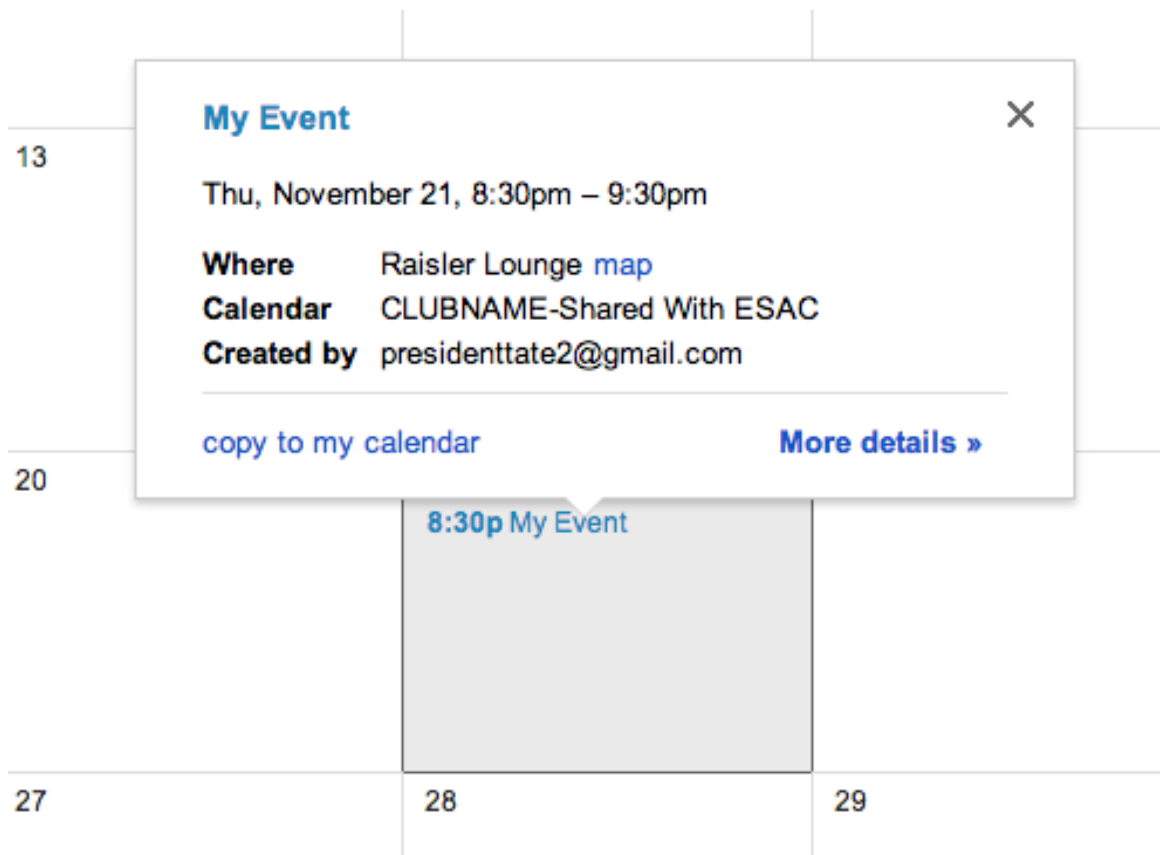 My Event
13
Thu, November 21, 8:30pm – 9:30pm
Where Raisler Lounge map
Calendar CLUBNAME-Shared With ESAC
Created by presidenttate2@gmail.com
copy to my calendar More details »
20
8:30p My Event
27 28 29